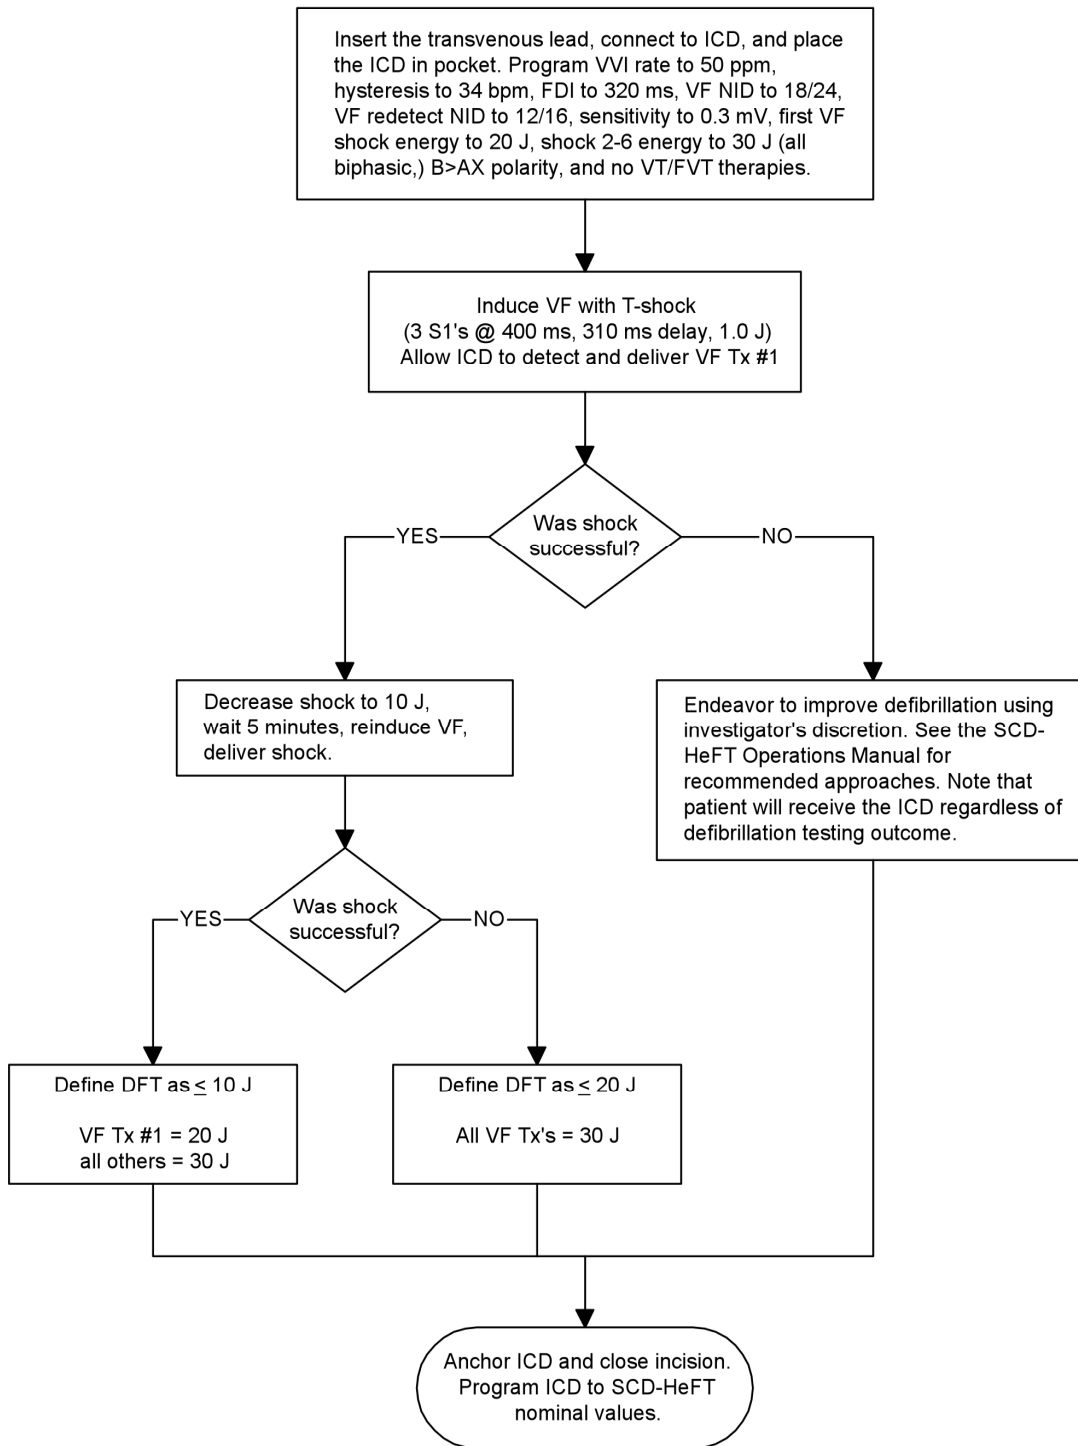 Insert the transvenous lead, connect to ICD, and place
the ICD in pocket. Program VVI rate to 50 ppm,
hysteresis to 34 bpm, FDI to 320 ms, VF NID to 18/24,
VF redetect NID to 12/16, sensitivity to 0.3 mV, first VF
shock energy to 20 J, shock 2-6 energy to 30 J (all
biphasic,) B>AX polarity, and no VT/FVT therapies.
Induce VF with T-shock
(3 S1's @ 400 ms, 310 ms delay, 1.0 J)
Allow ICD to detect and deliver VF Tx #1
Was shock
successful?
YES
NO
Decrease shock to 10 J,
wait 5 minutes, reinduce VF,
deliver shock.
Endeavor to improve defibrillation using
investigator's discretion. See the SCD-
HeFT Operations Manual for
recommended approaches. Note that
patient will receive the ICD regardless of
defibrillation testing outcome.
Was shock
successful?
YES
NO
Define DFT as ≤ 10 J
VF Tx #1 = 20 J
all others = 30 J
Define DFT as ≤ 20 J
All VF Tx's = 30 J
Anchor ICD and close incision.
Program ICD to SCD-HeFT
nominal values.